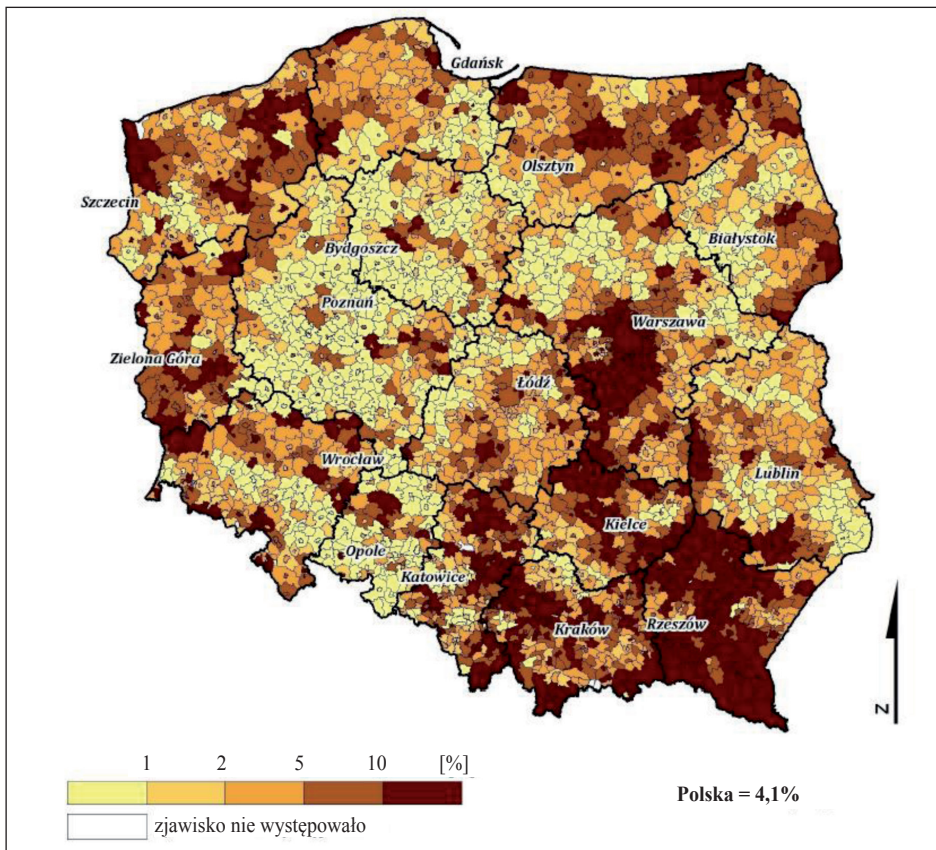 Gdańsk
Olsztyn
Szczecin
Białystok
Bydgoszcz
Poznań
Warszawa
Zielona Góra
Łódź
Wrocław
Lublin
Kielce
Opole
Katowice
Kraków
Rzeszów
N
1 2 5 10 [%]
Polska = 4,1%
zjawisko nie występowało